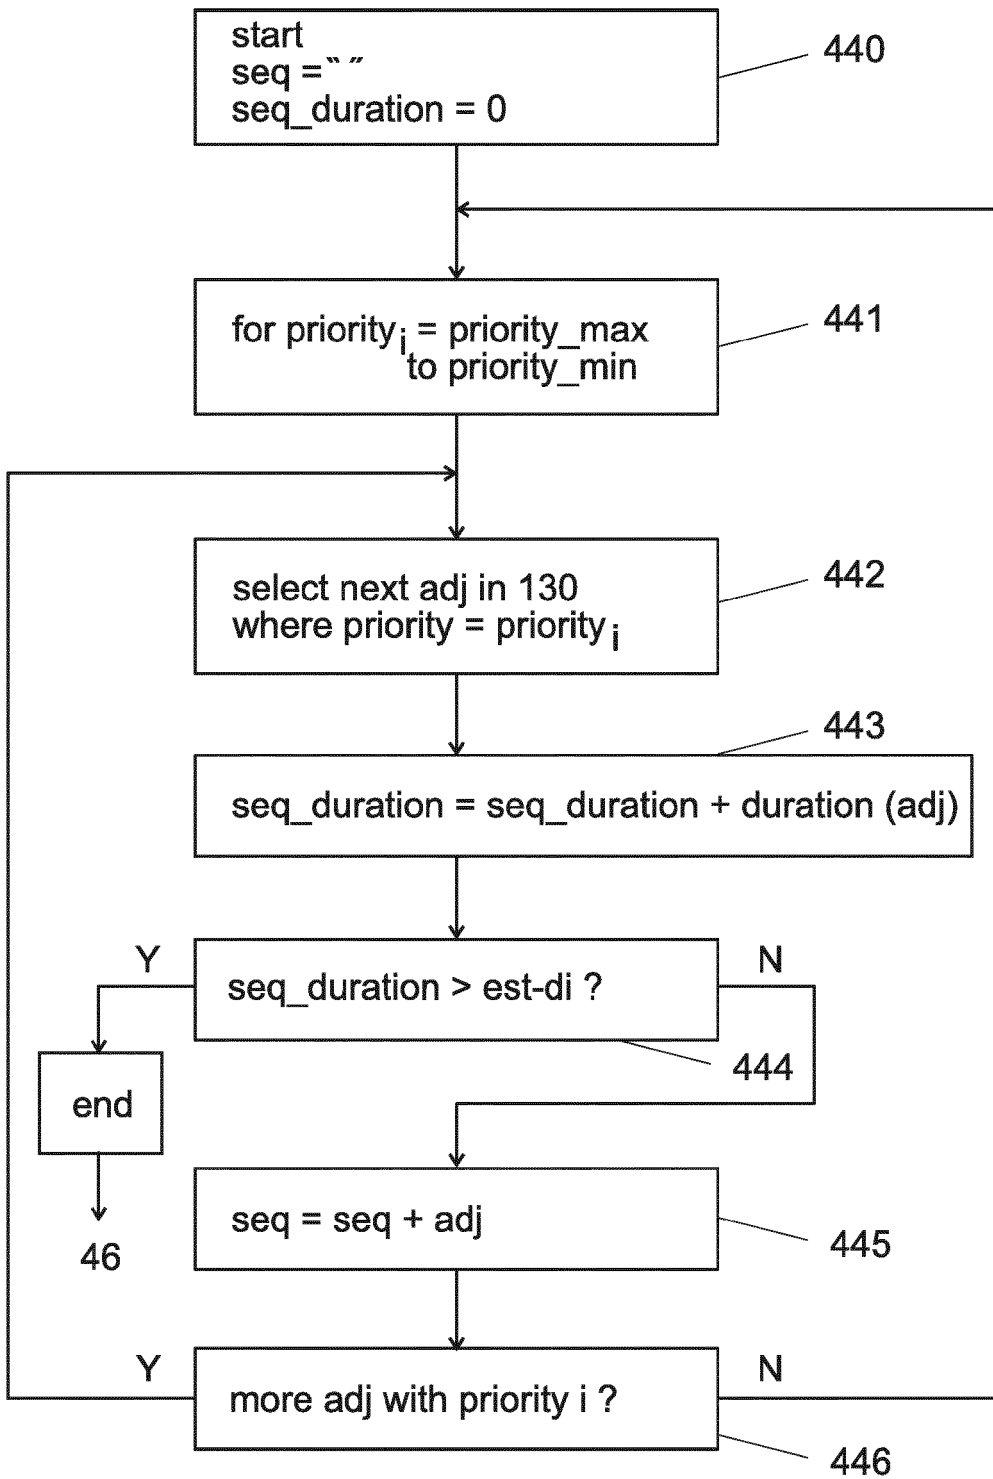 start
seq =“ ”
seq_duration = 0
440
for priorityi = priority_max
to priority_min
441
select next adj in 130
where priority = priority i
442
443
seq_duration = seq_duration + duration (adj)
Y
N
seq_duration > est-di ?
444
end
46
seq = seq + adj
445
Y
N
more adj with priority i ?
446